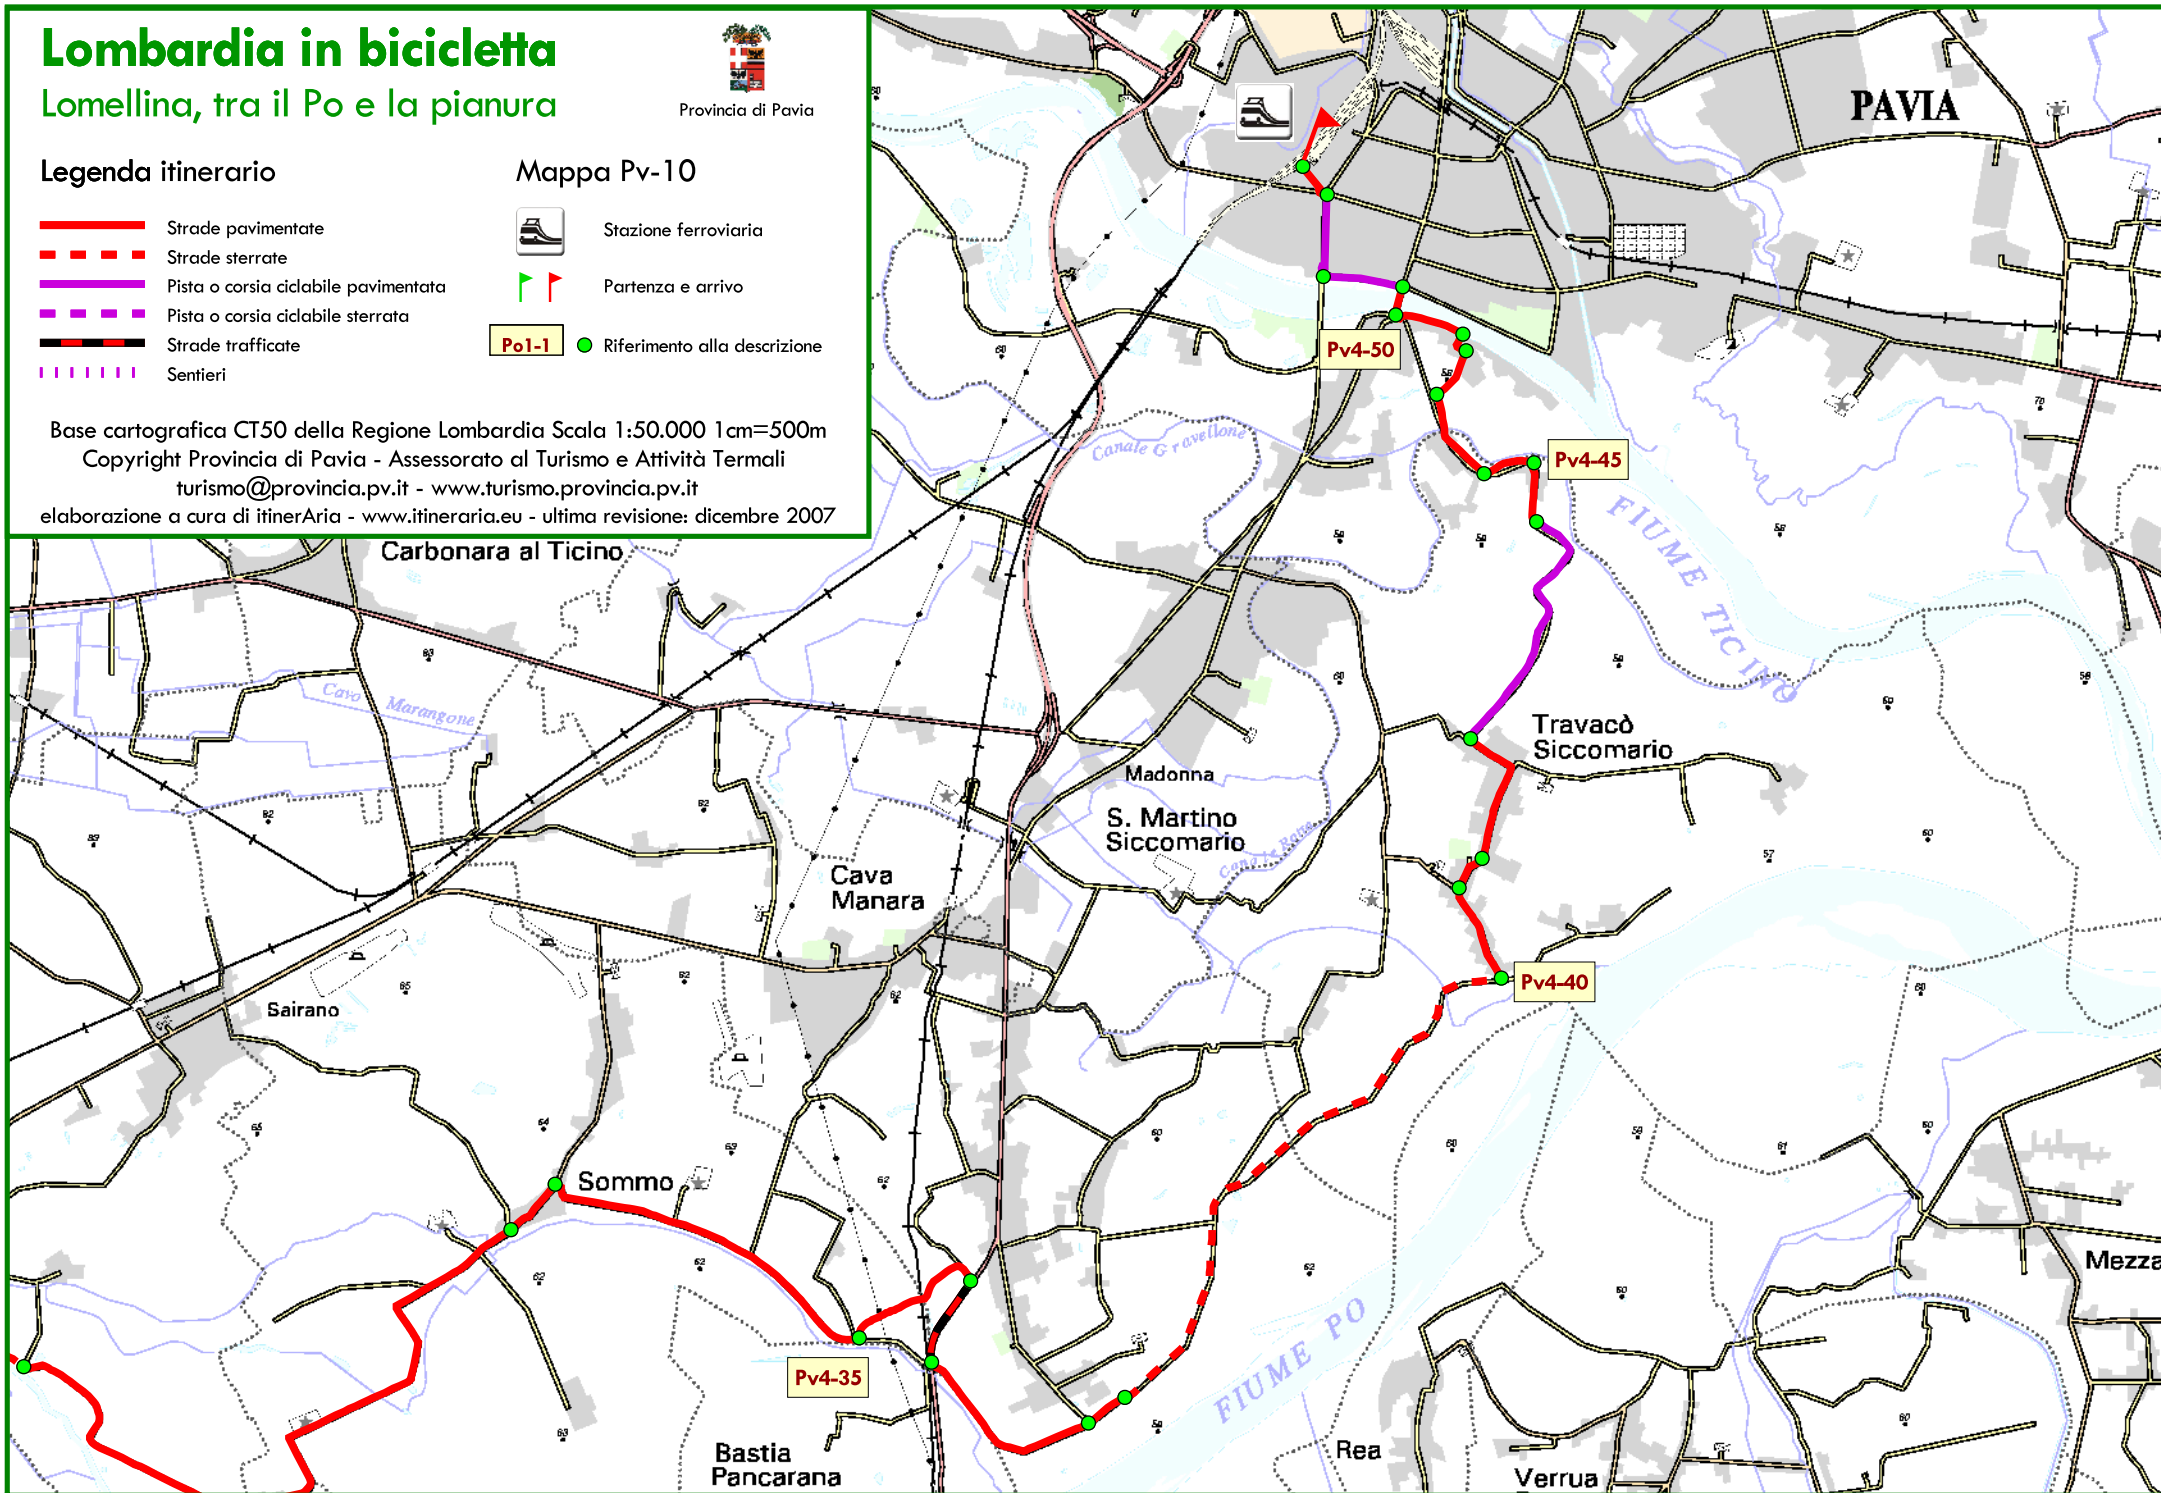 Lombardia in bicicletta
Lomellina, tra il Po e la pianura
Provincia di Pavia
Legenda itinerario
Mappa Pv-10
Strade pavimentate
Strade sterrate
Pista o corsia ciclabile pavimentata
Pista o corsia ciclabile sterrata
Strade trafficate
Sentieri
Stazione ferroviaria
Partenza e arrivo
Po1-1
Riferimento alla descrizione
Base cartografica CT50 della Regione Lombardia Scala 1:50.000 1cm=500m
Copyright Provincia di Pavia - Assessorato al Turismo e Attività Termali
turismo@provincia.pv.it - www.turismo.provincia.pv.it
elaborazione a cura di itinerAria - www.itineraria.eu - ultima revisione: dicembre 2007
PAVIA
Pv4-50
Canale Gravellone
Pv4-45
FIUME TICINO
Carbonara al Ticino
Cavo Marangone
Travacò
Siccomario
Madonna
S. Martino
Siccomario
Cava
Manara
Pv4-40
Sairano
Sommo
Mezza
Pv4-35
FIUME PO
Bastia
Pancarana
Rea
Verrua